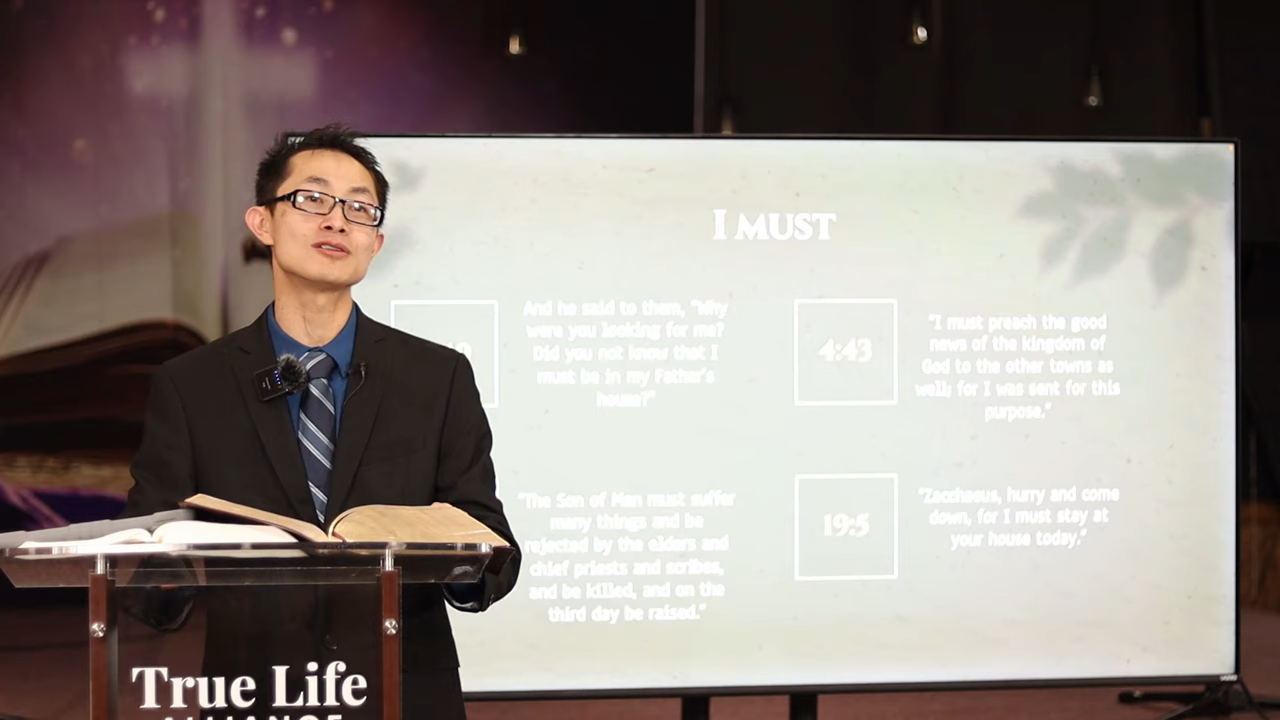 I MUST
And he said to them, "Why
were you looking for me?
Did you not know that I
must be in my Father's
house?"
4:43
"I must preach the good
news of the kingdom of
God to the other towns as
well; for I was sent for this
purpose."
"The Son of Man must suffer
many things and be
rejected by the elders and
chief priests and scribes,
and be killed, and on the
third day be raised."
19:5
"Zacchaeus, hurry and come
down, for I must stay at
your house today."
True Life
ALLIANCE